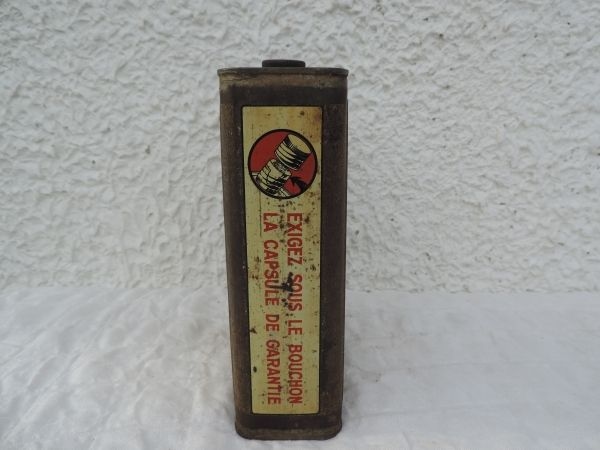 EXIGEZ SOUS LE BOUCHON
LA CAPSULE DE GARANTIE